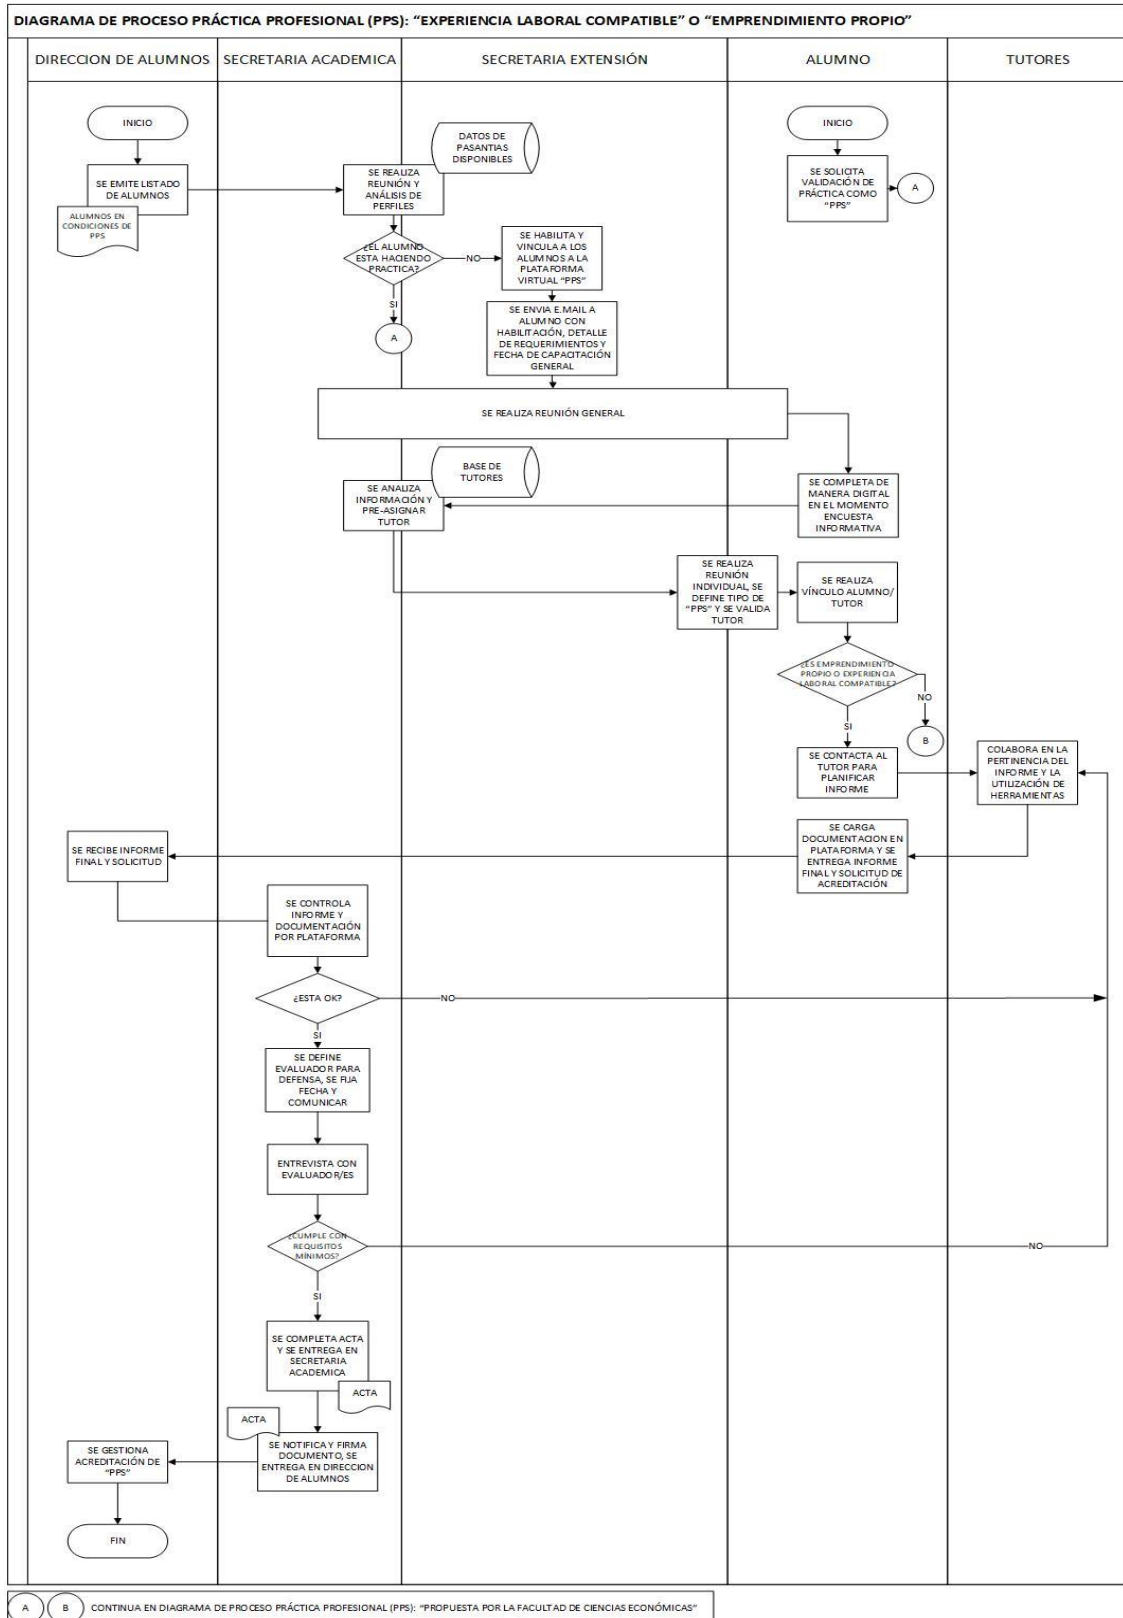 DIAGRAMA DE PROCESO PRÁCTICA PROFESIONAL (PPS): "EXPERIENCIA LABORAL COMPATIBLE" O "EMPRENDIMIENTO PROPIO"
DIRECCION DE ALUMNOS
SECRETARIA ACADEMICA
SECRETARIA EXTENSIÓN
ALUMNO
TUTORES
INICIO
INICIO
DATOS DE
PASANTIAS
DISPONIBLES
SE EMITE LISTADO
DE ALUMNOS
ALUMNOS EN
CONDICIONES DE
PPS
SE REALIZA
REUNIÓN Y
ANÁLISIS DE
PERFILES
SE SOLICITA
VALIDACIÓN DE
PRÁCTICA COMO
"PPS"
A
¿EL ALUMNO
ESTA HACIENDO
PRACTICA?
NO
SI
A
SE HABILITA Y
VINCULA A LOS
ALUMNOS A LA
PLATAFORMA
VIRTUAL "PPS"
SE ENVIA E.MAIL A
ALUMNO CON
HABILITACIÓN, DETALLE
DE REQUERIMIENTOS Y
FECHA DE CAPACITACIÓN
GENERAL
SE REALIZA REUNIÓN GENERAL
BASE DE
TUTORES
SE ANALIZA
INFORMACIÓN Y
PRE-ASIGNAR
TUTOR
SE COMPLETA DE
MANERA DIGITAL
EN EL MOMENTO
ENCUESTA
INFORMATIVA
SE REALIZA
REUNIÓN
INDIVIDUAL, SE
DEFINE TIPO DE
"PPS" Y SE VALIDA
TUTOR
SE REALIZA
VÍNCULO ALUMNO/
TUTOR
¿ES EMPRENDIMIENTO
PROPIO O EXPERIENCIA
LABORAL COMPATIBLE?
NO
SI
B
SE CONTACTA AL
TUTOR PARA
PLANIFICAR
INFORME
COLABORA EN LA
PERTINENCIA DEL
INFORME Y LA
UTILIZACIÓN DE
HERRAMIENTAS
SE CARGA
DOCUMENTACION EN
PLATAFORMA Y SE
ENTREGA INFORME
FINAL Y SOLICITUD DE
ACREDITACIÓN
SE RECIBE INFORME
FINAL Y SOLICITUD
SE CONTROLA
INFORME Y
DOCUMENTACIÓN
POR PLATAFORMA
¿ESTA OK?
NO
SI
SE DEFINE
EVALUADOR PARA
DEFENSA, SE FIJA
FECHA Y
COMUNICAR
ENTREVISTA CON
EVALUADOR/ES
¿CUMPLE CON
REQUISITOS
MÍNIMOS?
NO
SI
SE COMPLETA ACTA
Y SE ENTREGA EN
SECRETARIA
ACADEMICA
ACTA
ACTA
SE NOTIFICA Y FIRMA
DOCUMENTO, SE
ENTREGA EN DIRECCION
DE ALUMNOS
SE GESTIONA
ACREDITACIÓN DE
"PPS"
FIN
A B CONTINUA EN DIAGRAMA DE PROCESO PRÁCTICA PROFESIONAL (PPS): "PROPUESTA POR LA FACULTAD DE CIENCIAS ECONÓMICAS"